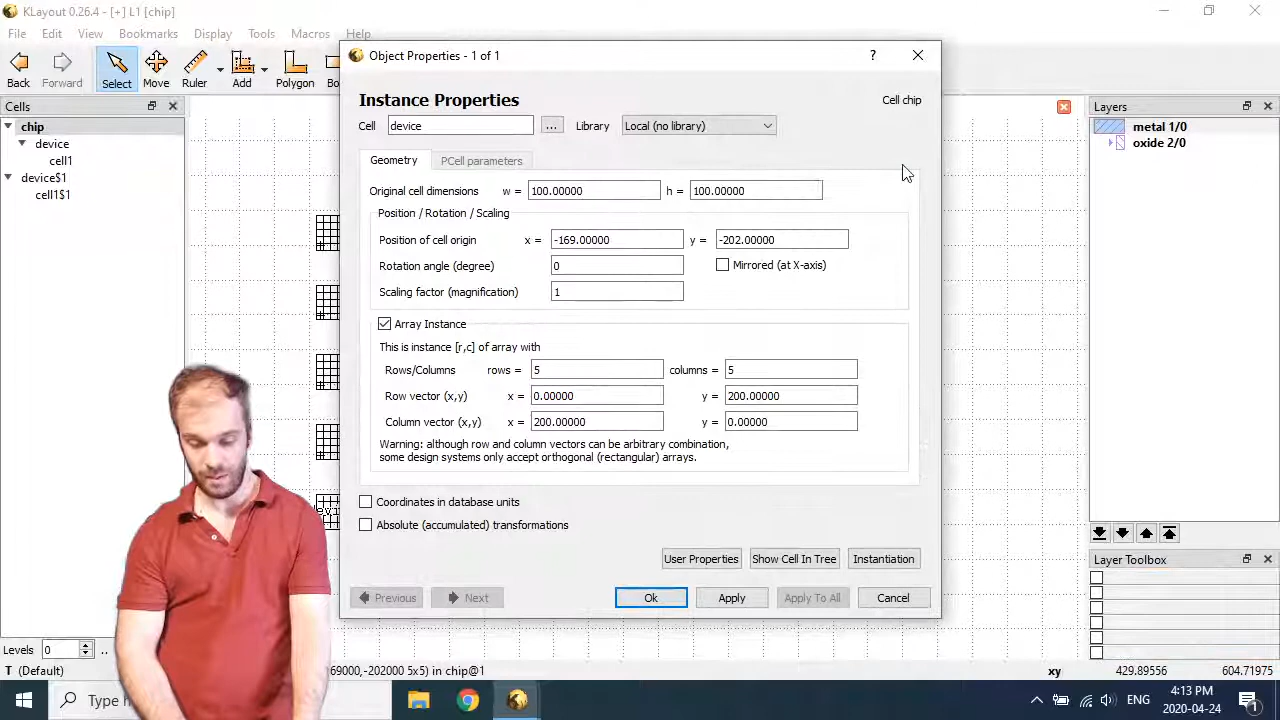 KLayout 0.26.4 - [+] L1 [chip]
File Edit View Bookmarks Display Tools Macros
Back Forward Select Move Ruler Add Polygon
Cells
chip
device
cell1
device$1
cell1$1
Levels 0 ..
T (Default)
Object Properties - 1 of 1
?
Instance Properties
Cell chip
Cell device ... Library Local (no library)
Geometry PCell parameters
Original cell dimensions w = 100.00000 h = 100.00000
Position / Rotation / Scaling
Position of cell origin x = -169.00000 y = -202.00000
Rotation angle (degree) 0 Mirrored (at X-axis)
Scaling factor (magnification) 1
Array Instance
This is instance [r,c] of array with
Rows/Columns rows = 5 columns = 5
Row vector (x,y) x = 0.00000 y = 200.00000
Column vector (x,y) x = 200.00000 y = 0.00000
Warning: although row and column vectors can be arbitrary combination,
some design systems only accept orthogonal (rectangular) arrays.
Coordinates in database units
Absolute (accumulated) transformations
User Properties Show Cell In Tree Instantiation
Previous Next Ok Apply Apply To All Cancel
Layers
metal 1/0
oxide 2/0
Layer Toolbox
69000,-202000 5x5) in chip@1
xy 429.89556 604.71975
Type
ENG
4:13 PM
2020-04-24
1